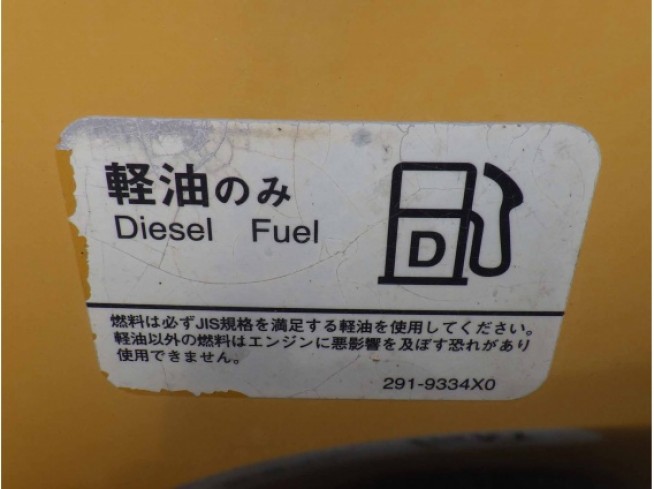 軽油のみ
Diesel Fuel
D
燃料は必ずJIS規格を満足する軽油を使用してください。
軽油以外の燃料はエンジンに悪影響を及ぼす恐れがあり
使用できません。
291-9334X0